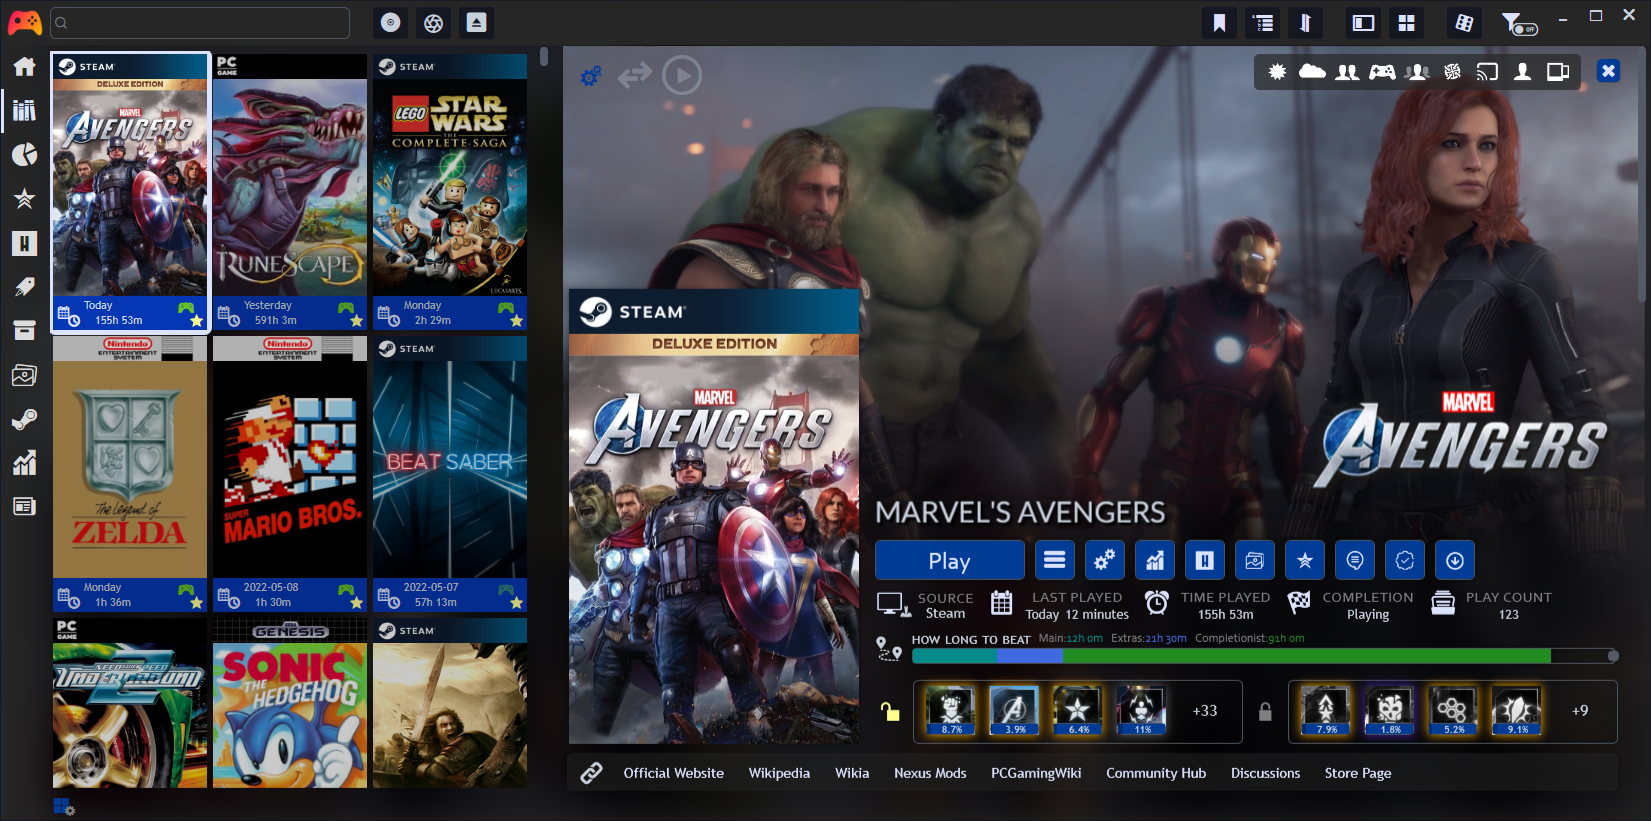 OFF
STEAM®
DELUXE EDITION
MARVEL
AVENGERS
Today
155h 53m
PC
GAME
RUNESCAPE
Yesterday
591h 3m
STEAM®
LEGO STAR WARS
THE
COMPLETE SAGA
LUCASARTS
Monday
2h 29m
Nintendo
ENTERTAINMENT
SYSTEM
The Legend of
ZELDA
Monday
1h 36m
Nintendo
ENTERTAINMENT
SYSTEM
SUPER
MARIO BROS.
2022-05-08
1h 30m
STEAM®
BEAT SABER
2022-05-07
57h 13m
PC
GAME
NEED FOR SPEED
UNDERGROUND
2
GENESIS
SONIC
THE
HEDGEHOG
STEAM®
STEAM®
DELUXE EDITION
MARVEL
AVENGERS
MARVEL
AVENGERS
MARVEL'S AVENGERS
Play
SOURCE
Steam
LAST PLAYED
Today 12 minutes
TIME PLAYED
155h 53m
COMPLETION
Playing
PLAY COUNT
123
HOW LONG TO BEAT Main:12h 0m Extras:21h 30m Completionist:91h 0m
8.7% 3.9% 6.4% 11% +33
7.9% 1.8% 5.2% 9.1% +9
Official Website Wikipedia Wikia Nexus Mods PCGamingWiki Community Hub Discussions Store Page